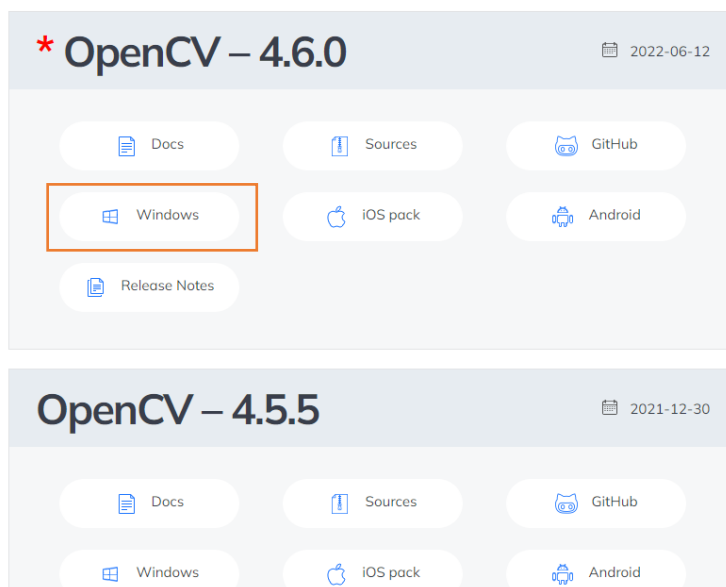 * OpenCV – 4.6.0 2022-06-12
Docs Sources GitHub
Windows iOS pack Android
Release Notes
OpenCV – 4.5.5 2021-12-30
Docs Sources GitHub
Windows iOS pack Android